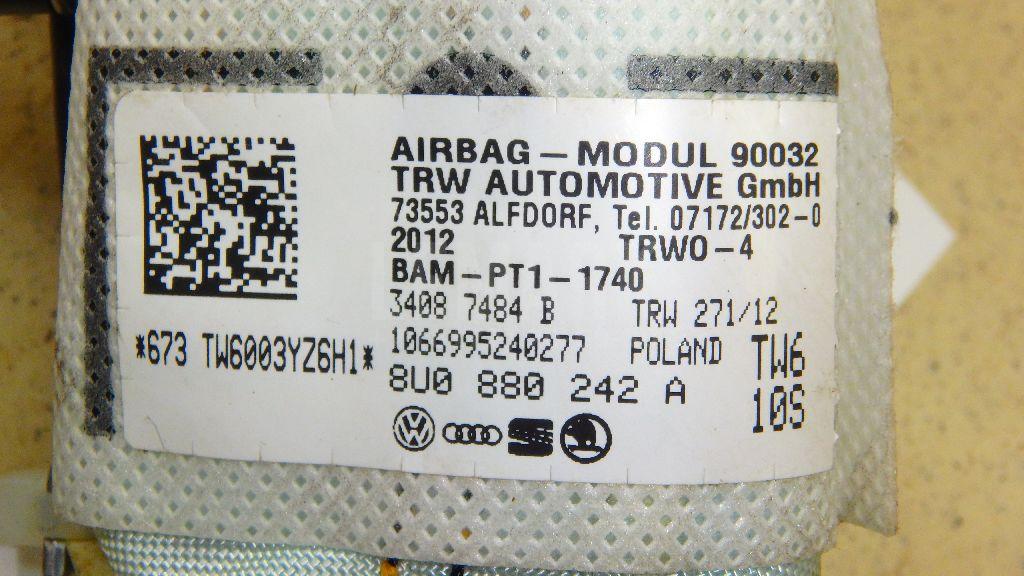 AIRBAG – MODUL 90032
TRW AUTOMOTIVE GmbH
73553 ALFDORF, Tel. 07172/302-0
2012 TRWO-4
BAM-PT1-1740
3408 7484 B TRW 271/12
*673 TW6003YZ6H1* 1066995240277 POLAND TW6
8U0 880 242 A 10S